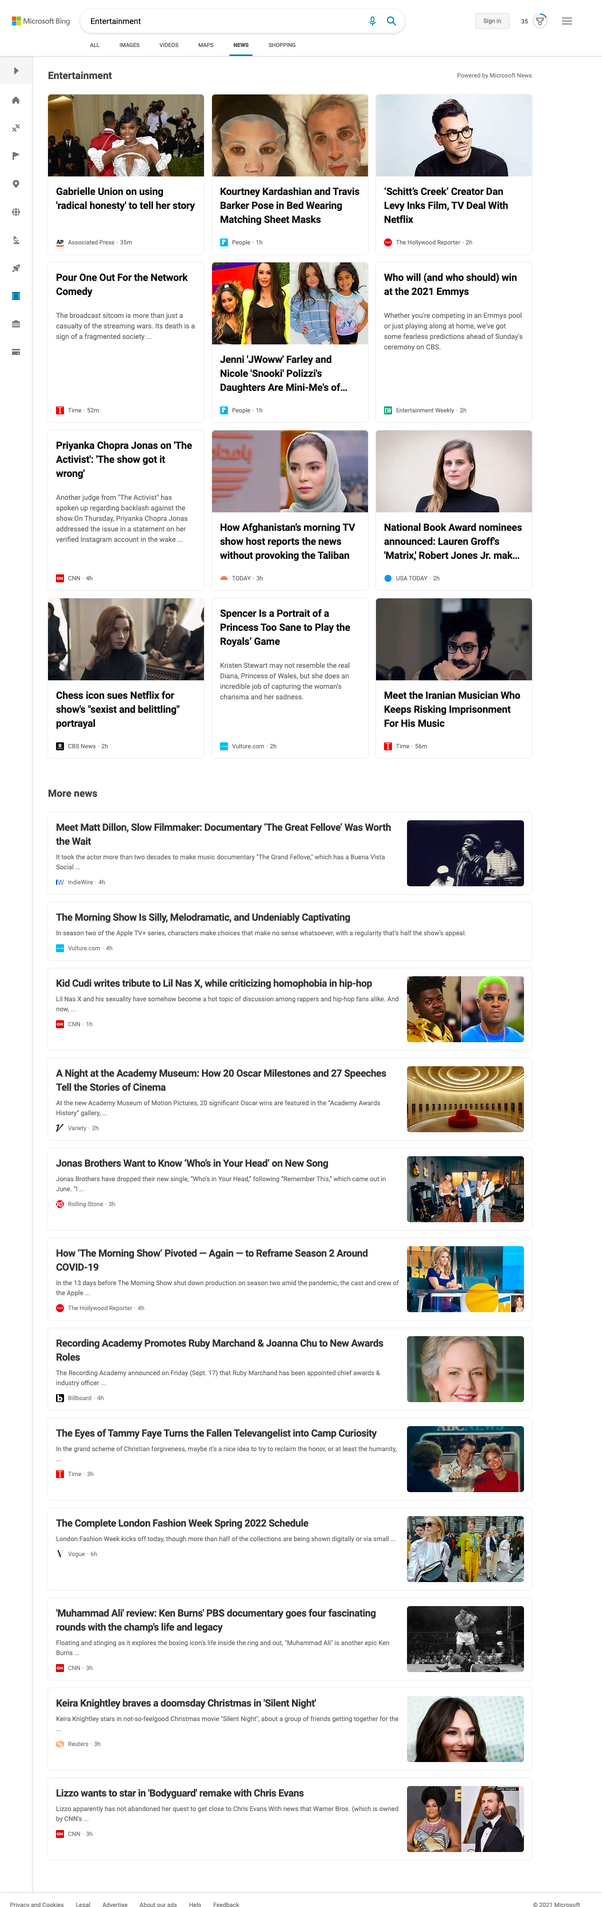 Microsoft Bing
Entertainment
Sign in
35
ALL IMAGES VIDEOS MAPS NEWS SHOPPING
Entertainment
Powered by Microsoft News
Gabrielle Union on using
'radical honesty' to tell her story
AP Associated Press · 35m
Kourtney Kardashian and Travis
Barker Pose in Bed Wearing
Matching Sheet Masks
People · 1h
‘Schitt’s Creek’ Creator Dan
Levy Inks Film, TV Deal With
Netflix
The Hollywood Reporter · 2h
Pour One Out For the Network
Comedy
The broadcast sitcom is more than just a
casualty of the streaming wars. Its death is a
sign of a fragmented society ...
Time · 52m
Jenni 'JWoww' Farley and
Nicole 'Snooki' Polizzi's
Daughters Are Mini-Me's of...
People · 1h
Who will (and who should) win
at the 2021 Emmys
Whether you're competing in an Emmys pool
or just playing along at home, we've got
some fearless predictions ahead of Sunday's
ceremony on CBS.
Entertainment Weekly · 2h
Priyanka Chopra Jonas on 'The
Activist': 'The show got it
wrong'
Another judge from "The Activist" has
spoken up regarding backlash against the
show.On Thursday, Priyanka Chopra Jonas
addressed the issue in a statement on her
verified Instagram account in the wake ...
CNN · 4h
How Afghanistan’s morning TV
show host reports the news
without provoking the Taliban
TODAY · 3h
National Book Award nominees
announced: Lauren Groff's
'Matrix,' Robert Jones Jr. mak...
USA TODAY · 2h
Chess icon sues Netflix for
show's "sexist and belittling"
portrayal
CBS News · 2h
Spencer Is a Portrait of a
Princess Too Sane to Play the
Royals’ Game
Kristen Stewart may not resemble the real
Diana, Princess of Wales, but she does an
incredible job of capturing the woman's
charisma and her sadness.
Vulture.com · 2h
Meet the Iranian Musician Who
Keeps Risking Imprisonment
For His Music
Time · 56m
More news
Meet Matt Dillon, Slow Filmmaker: Documentary ‘The Great Fellove’ Was Worth
the Wait
It took the actor more than two decades to make music documentary "The Grand Fellove," which has a Buena Vista
Social ...
IW IndieWire · 4h
The Morning Show Is Silly, Melodramatic, and Undeniably Captivating
In season two of the Apple TV+ series, characters make choices that make no sense whatsoever, with a regularity that's half the show's appeal.
Vulture.com · 4h
Kid Cudi writes tribute to Lil Nas X, while criticizing homophobia in hip-hop
Lil Nas X and his sexuality have somehow become a hot topic of discussion among rappers and hip-hop fans alike. And
now, ...
CNN · 1h
A Night at the Academy Museum: How 20 Oscar Milestones and 27 Speeches
Tell the Stories of Cinema
At the new Academy Museum of Motion Pictures, 20 significant Oscar wins are featured in the "Academy Awards
History" gallery, ...
Variety · 2h
Jonas Brothers Want to Know ‘Who’s in Your Head’ on New Song
Jonas Brothers have dropped their new single, "Who's in Your Head," following "Remember This," which came out in
June. "I ...
Rolling Stone · 3h
How ‘The Morning Show’ Pivoted — Again — to Reframe Season 2 Around
COVID-19
In the 13 days before The Morning Show shut down production on season two amid the pandemic, the cast and crew of
the Apple ...
The Hollywood Reporter · 4h
Recording Academy Promotes Ruby Marchand & Joanna Chu to New Awards
Roles
The Recording Academy announced on Friday (Sept. 17) that Ruby Marchand has been appointed chief awards &
industry officer ...
b Billboard · 4h
The Eyes of Tammy Faye Turns the Fallen Televangelist into Camp Curiosity
In the grand scheme of Christian forgiveness, maybe it's a nice idea to try to reclaim the honor, or at least the humanity,
...
Time · 3h
ABC NEWS
The Complete London Fashion Week Spring 2022 Schedule
London Fashion Week kicks off today, though more than half of the collections are being shown digitally or via small ...
V Vogue · 6h
'Muhammad Ali' review: Ken Burns' PBS documentary goes four fascinating
rounds with the champ's life and legacy
Floating and stinging as it explores the boxing icon's life inside the ring and out, "Muhammad Ali" is another epic Ken
Burns ...
CNN · 3h
Keira Knightley braves a doomsday Christmas in 'Silent Night'
Keira Knightley stars in not-so-feelgood Christmas movie "Silent Night", about a group of friends getting together for the
...
Reuters · 3h
Lizzo wants to star in 'Bodyguard' remake with Chris Evans
Lizzo apparently has not abandoned her quest to get close to Chris Evans.With news that Warner Bros. (which is owned
by CNN's ...
CNN · 3h
Privacy and Cookies Legal Advertise About our ads Help Feedback
© 2021 Microsoft